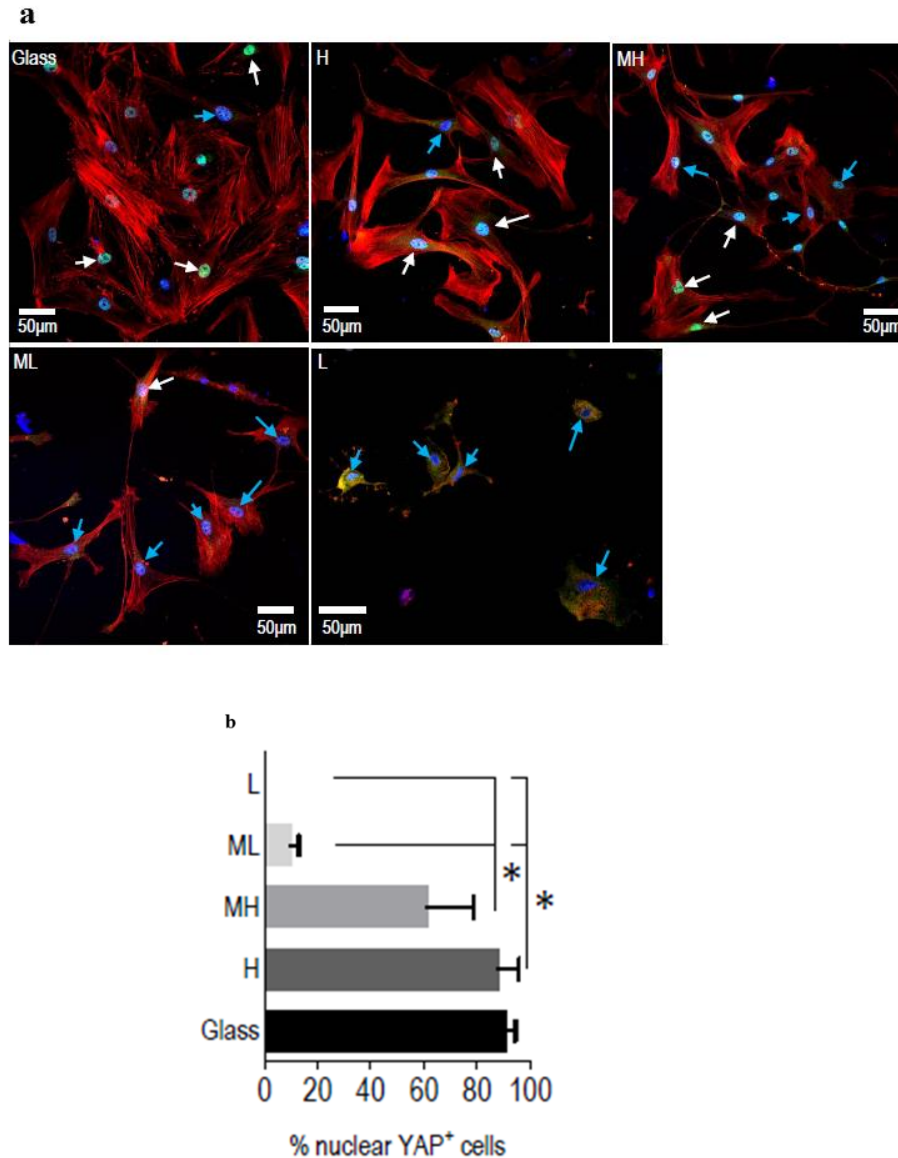 a
Glass
H
MH
50µm
50µm
50µm
ML
L
50µm
50µm
b
L
ML
MH
H
Glass
*
*
0 20 40 60 80 100
% nuclear YAP⁺ cells